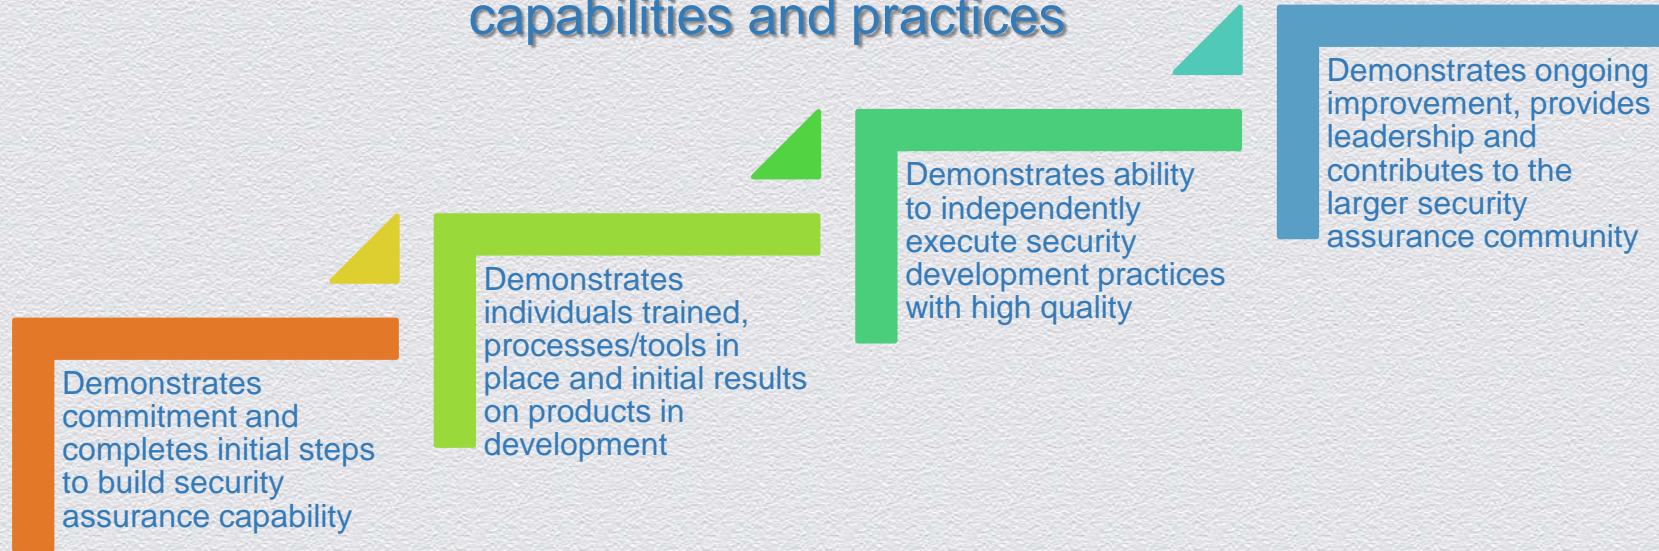 capabilities and practices
Demonstrates
commitment and
completes initial steps
to build security
assurance capability
Demonstrates
individuals trained,
processes/tools in
place and initial results
on products in
development
Demonstrates ability
to independently
execute security
development practices
with high quality
Demonstrates ongoing
improvement, provides
leadership and
contributes to the
larger security
assurance community